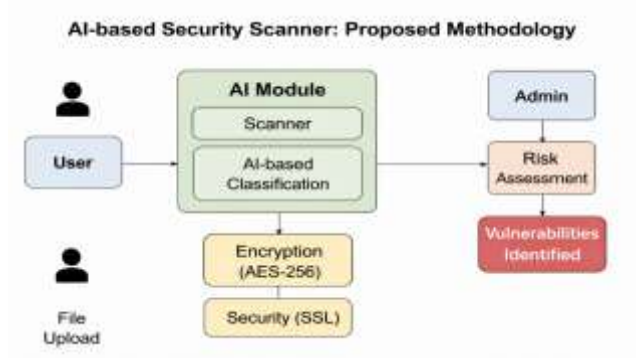 AI-based Security Scanner: Proposed Methodology
AI Module
Scanner
AI-based
Classification
User
Admin
Risk
Assessment
Vulnerabilities
Identified
Encryption
(AES-256)
Security (SSL)
File
Upload